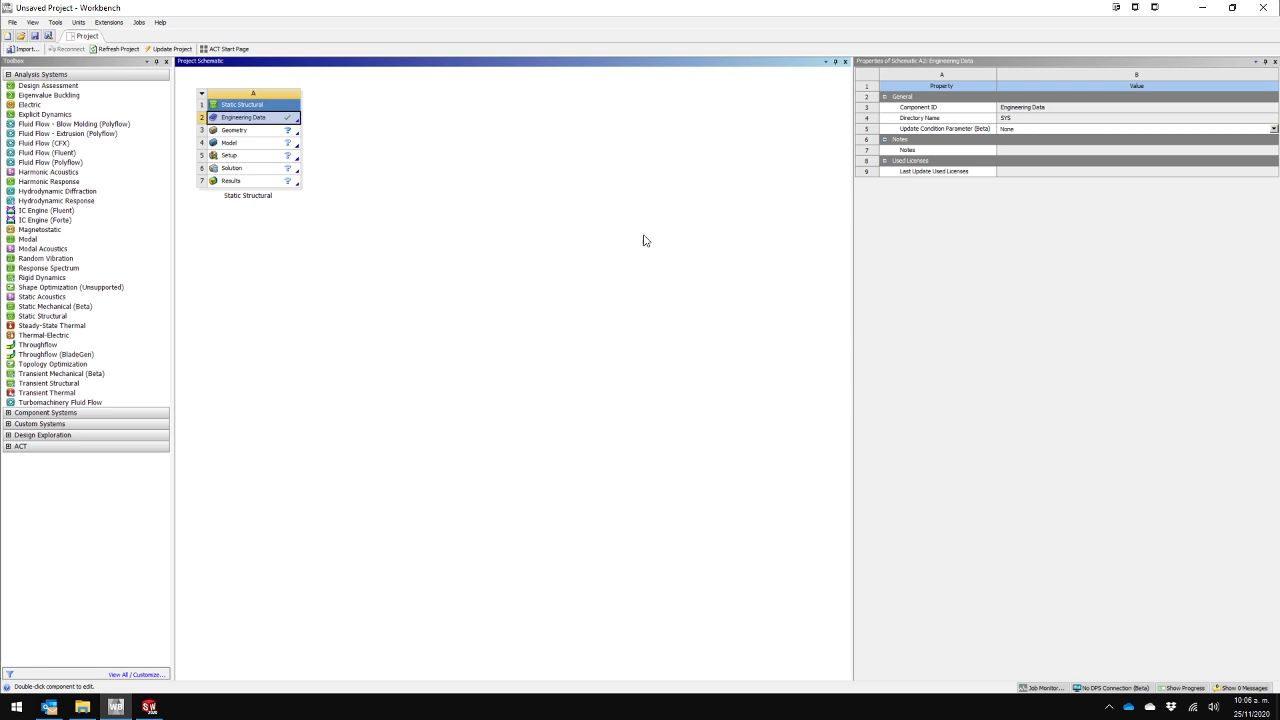 Unsaved Project - Workbench
File View Tools Units Extensions Jobs Help
Project
Import... Reconnect Refresh Project Update Project ACT Start Page
Toolbox
Analysis Systems
Design Assessment
Eigenvalue Buckling
Electric
Explicit Dynamics
Fluid Flow - Blow Molding (Polyflow)
Fluid Flow - Extrusion (Polyflow)
Fluid Flow (CFX)
Fluid Flow (Fluent)
Fluid Flow (Polyflow)
Harmonic Acoustics
Harmonic Response
Hydrodynamic Diffraction
Hydrodynamic Response
IC Engine (Fluent)
IC Engine (Forte)
Magnetostatic
Modal
Modal Acoustics
Random Vibration
Response Spectrum
Rigid Dynamics
Shape Optimization (Unsupported)
Static Acoustics
Static Mechanical (Beta)
Static Structural
Steady-State Thermal
Thermal-Electric
Throughflow
Throughflow (BladeGen)
Topology Optimization
Transient Mechanical (Beta)
Transient Structural
Transient Thermal
Turbomachinery Fluid Flow
Component Systems
Custom Systems
Design Exploration
ACT
View All / Customize...
Project Schematic
A
1 Static Structural
2 Engineering Data
3 Geometry
4 Model
5 Setup
6 Solution
7 Results
Static Structural
Properties of Schematic A2: Engineering Data
A B
1 Property Value
2 General
3 Component ID Engineering Data
4 Directory Name SYS
5 Update Condition Parameter (Beta) None
6 Notes
7 Notes
8 Used Licenses
9 Last Update Used Licenses
Double-click component to edit.
Job Monitor... No DPS Connection (Beta) Show Progress Show 0 Messages
WB SW 2020
10:06 a. m.
25/11/2020